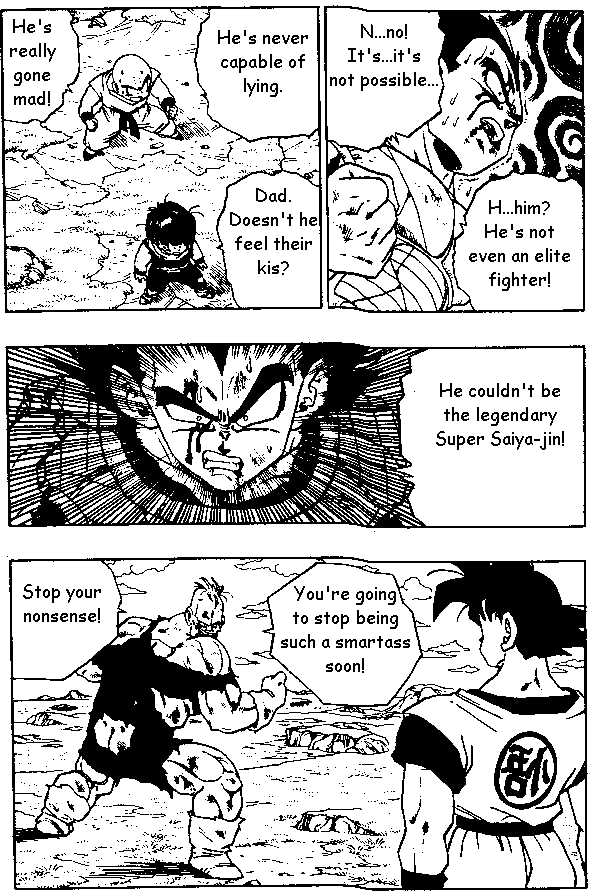 He's
really
gone
mad!
He's never
capable of
lying.
Dad.
Doesn't he
feel their
kis?
N...no!
It's...it's
not possible...
H...him?
He's not
even an elite
fighter!
He couldn't be
the legendary
Super Saiya-jin!
Stop your
nonsense!
You're going
to stop being
such a smartass
soon!
悟